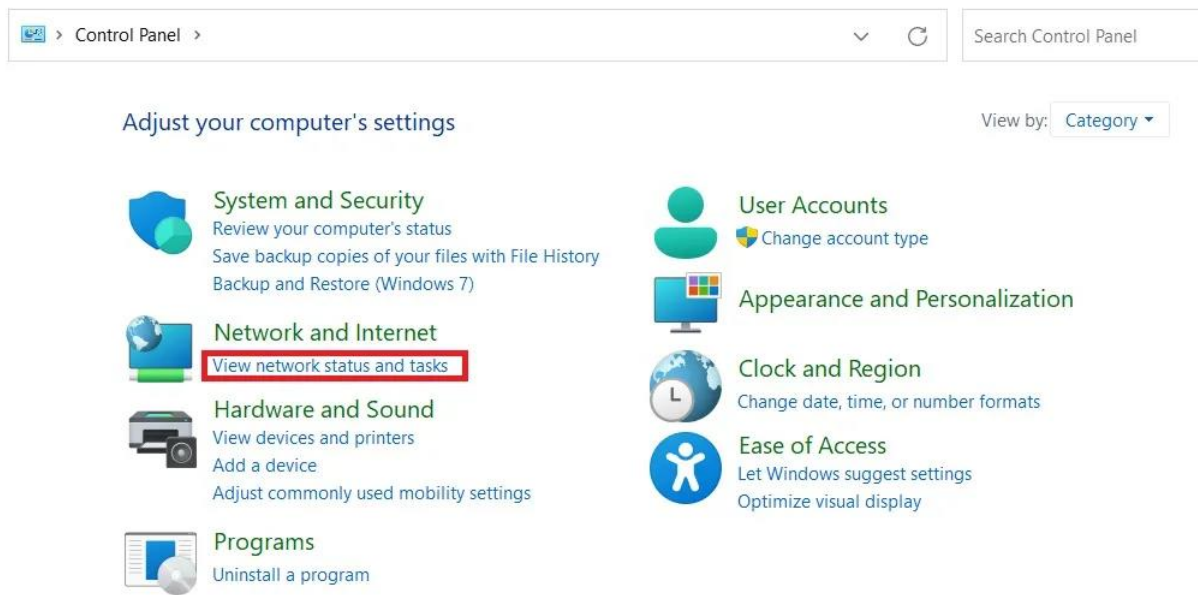 Control Panel
Search Control Panel
Adjust your computer's settings
View by: Category
System and Security
Review your computer's status
Save backup copies of your files with File History
Backup and Restore (Windows 7)
Network and Internet
View network status and tasks
Hardware and Sound
View devices and printers
Add a device
Adjust commonly used mobility settings
Programs
Uninstall a program
User Accounts
Change account type
Appearance and Personalization
Clock and Region
Change date, time, or number formats
Ease of Access
Let Windows suggest settings
Optimize visual display